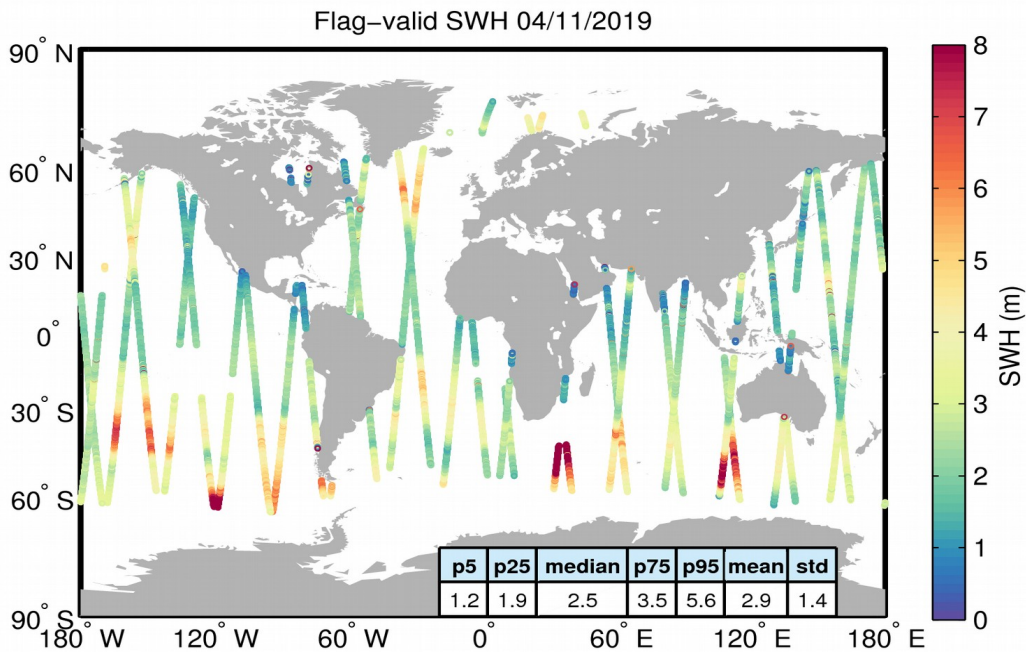 Flag−valid SWH 04/11/2019
90° N
60° N
30° N
0°
30° S
60° S
90° S
180° W
120° W
60° W
0°
60° E
120° E
180° E
p5 p25 median p75 p95 mean std
1.2 1.9 2.5 3.5 5.6 2.9 1.4
8
7
6
5
4
3
2
1
0
SWH (m)